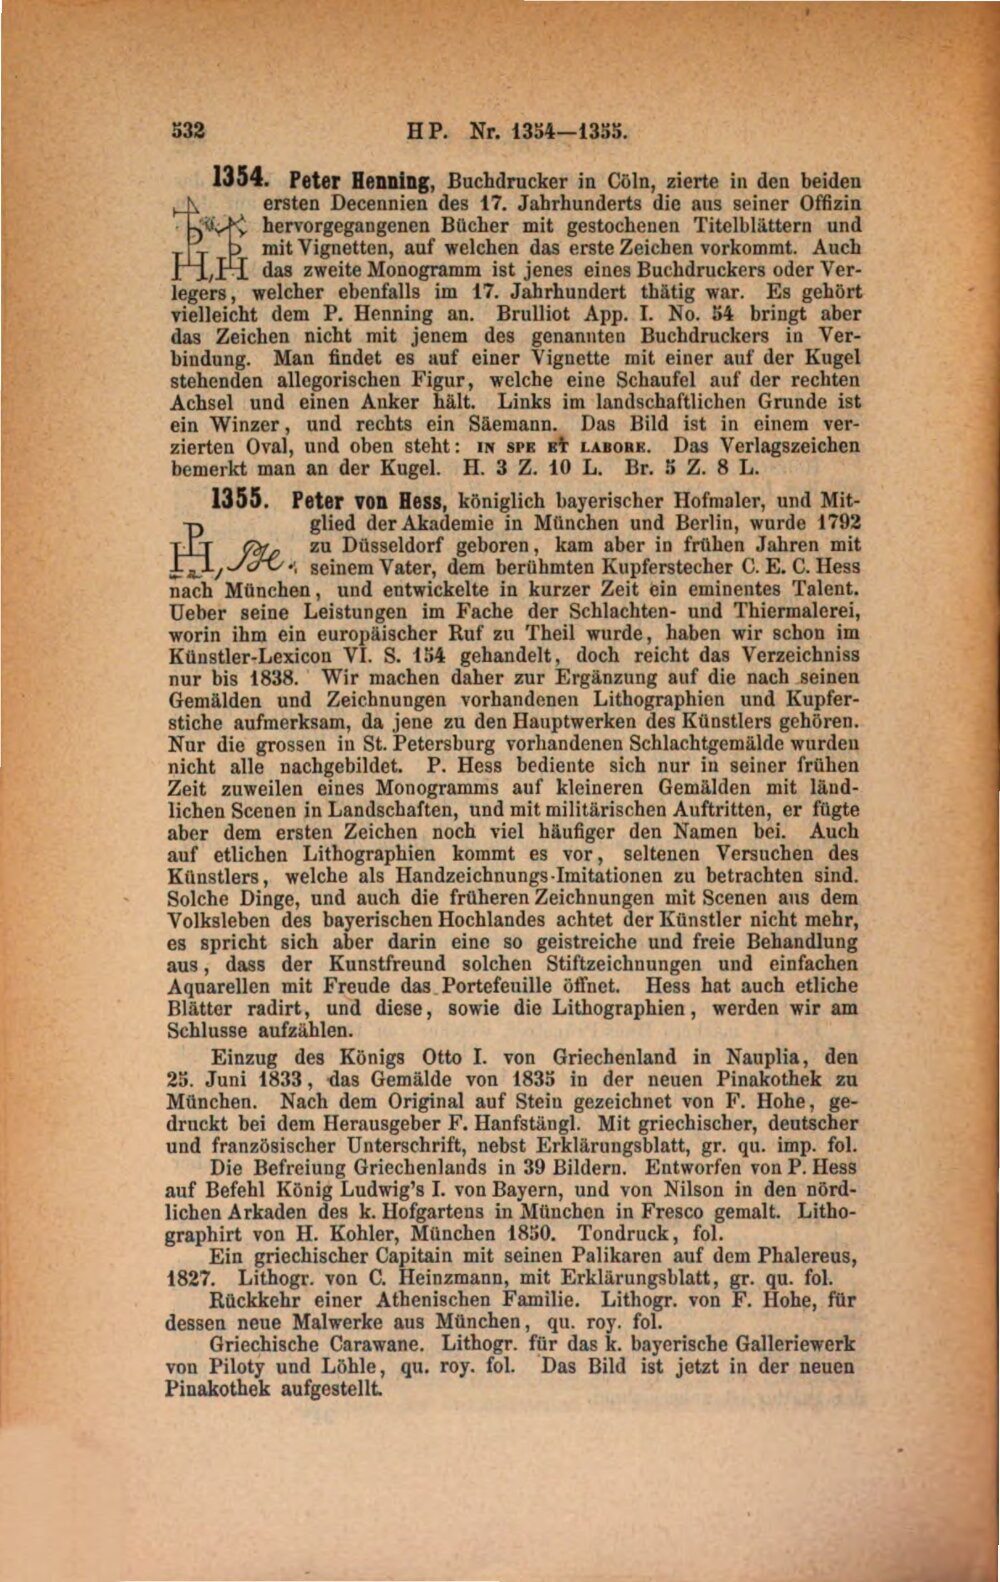 532
HP. Nr. 1354—1355.
1354. Peter Henning, Buchdrucker in Cöln, zierte in den beiden
ersten Decennien des 17. Jahrhunderts die aus seiner Offizin
hervorgegangenen Bücher mit gestochenen Titelblättern und
mit Vignetten, auf welchen das erste Zeichen vorkommt. Auch
das zweite Monogramm ist jenes eines Buchdruckers oder Ver-
legers, welcher ebenfalls im 17. Jahrhundert thätig war. Es gehört
vielleicht dem P. Henning an. Brulliot App. I. No. 54 bringt aber
das Zeichen nicht mit jenem des genannten Buchdruckers in Ver-
bindung. Man findet es auf einer Vignette mit einer auf der Kugel
stehenden allegorischen Figur, welche eine Schaufel auf der rechten
Achsel und einen Anker hält. Links im landschaftlichen Grunde ist
ein Winzer, und rechts ein Säemann. Das Bild ist in einem ver-
zierten Oval, und oben steht: IN SPE ET LABORE. Das Verlagszeichen
bemerkt man an der Kugel. H. 3 Z. 10 L. Br. 5 Z. 8 L.
1355. Peter von Hess, königlich bayerischer Hofmaler, und Mit-
glied der Akademie in München und Berlin, wurde 1792
zu Düsseldorf geboren, kam aber in frühen Jahren mit
seinem Vater, dem berühmten Kupferstecher C. E. C. Hess
nach München, und entwickelte in kurzer Zeit ein eminentes Talent.
Ueber seine Leistungen im Fache der Schlachten- und Thiermalerei,
worin ihm ein europäischer Ruf zu Theil wurde, haben wir schon im
Künstler-Lexicon VI. S. 154 gehandelt, doch reicht das Verzeichniss
nur bis 1838. Wir machen daher zur Ergänzung auf die nach seinen
Gemälden und Zeichnungen vorhandenen Lithographien und Kupfer-
stiche aufmerksam, da jene zu den Hauptwerken des Künstlers gehören.
Nur die grossen in St. Petersburg vorhandenen Schlachtgemälde wurden
nicht alle nachgebildet. P. Hess bediente sich nur in seiner frühen
Zeit zuweilen eines Monogramms auf kleineren Gemälden mit länd-
lichen Scenen in Landschaften, und mit militärischen Auftritten, er fügte
aber dem ersten Zeichen noch viel häufiger den Namen bei. Auch
auf etlichen Lithographien kommt es vor, seltenen Versuchen des
Künstlers, welche als Handzeichnungs-Imitationen zu betrachten sind.
Solche Dinge, und auch die früheren Zeichnungen mit Scenen aus dem
Volksleben des bayerischen Hochlandes achtet der Künstler nicht mehr,
es spricht sich aber darin eine so geistreiche und freie Behandlung
aus, dass der Kunstfreund solchen Stiftzeichnungen und einfachen
Aquarellen mit Freude das Portefeuille öffnet. Hess hat auch etliche
Blätter radirt, und diese, sowie die Lithographien, werden wir am
Schlusse aufzählen.
Einzug des Königs Otto I. von Griechenland in Nauplia, den
25. Juni 1833, das Gemälde von 1835 in der neuen Pinakothek zu
München. Nach dem Original auf Stein gezeichnet von F. Hohe, ge-
druckt bei dem Herausgeber F. Hanfstängl. Mit griechischer, deutscher
und französischer Unterschrift, nebst Erklärungsblatt, gr. qu. imp. fol.
Die Befreiung Griechenlands in 39 Bildern. Entworfen von P. Hess
auf Befehl König Ludwig's I. von Bayern, und von Nilson in den nörd-
lichen Arkaden des k. Hofgartens in München in Fresco gemalt. Litho-
graphirt von H. Kohler, München 1850. Tondruck, fol.
Ein griechischer Capitain mit seinen Palikaren auf dem Phalereus,
1827. Lithogr. von C. Heinzmann, mit Erklärungsblatt, gr. qu. fol.
Rückkehr einer Athenischen Familie. Lithogr. von F. Hohe, für
dessen neue Malwerke aus München, qu. roy. fol.
Griechische Carawane. Lithogr. für das k. bayerische Galleriewerk
von Piloty und Löhle, qu. roy. fol. Das Bild ist jetzt in der neuen
Pinakothek aufgestellt.